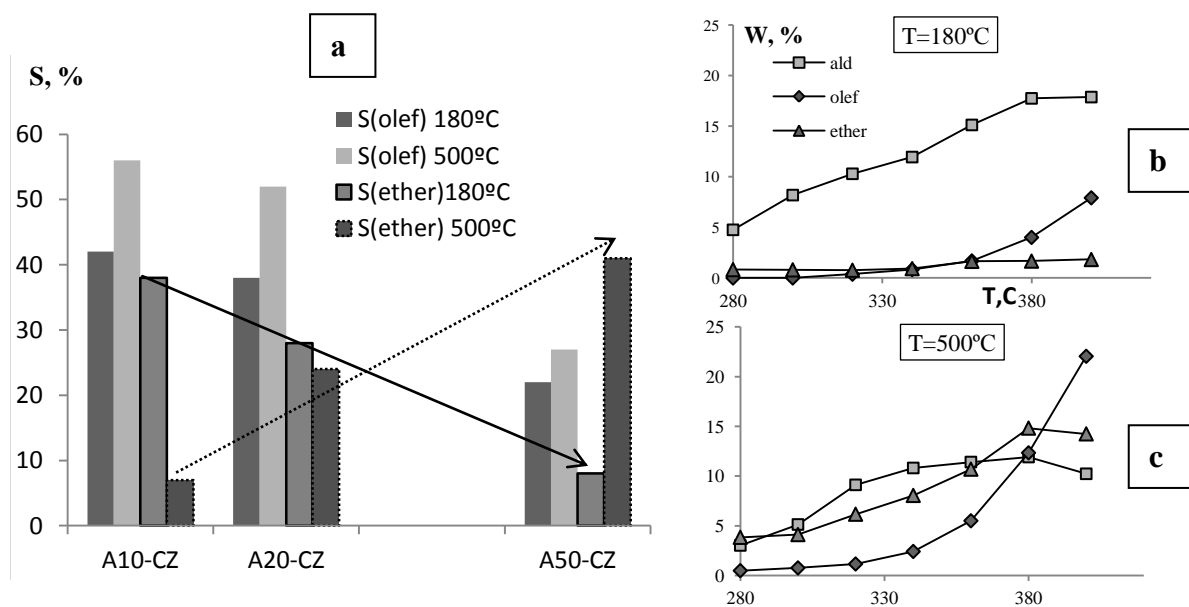 a
S, %
60
50
40
30
20
10
0
S(olef) 180ºC
S(olef) 500ºC
S(ether)180ºC
S(ether) 500ºC
A10-CZ
A20-CZ
A50-CZ
W, %
T=180ºC
25
20
15
10
5
0
ald
olef
ether
b
280
330
T,C
380
T=500ºC
25
20
15
10
5
0
c
280
330
380